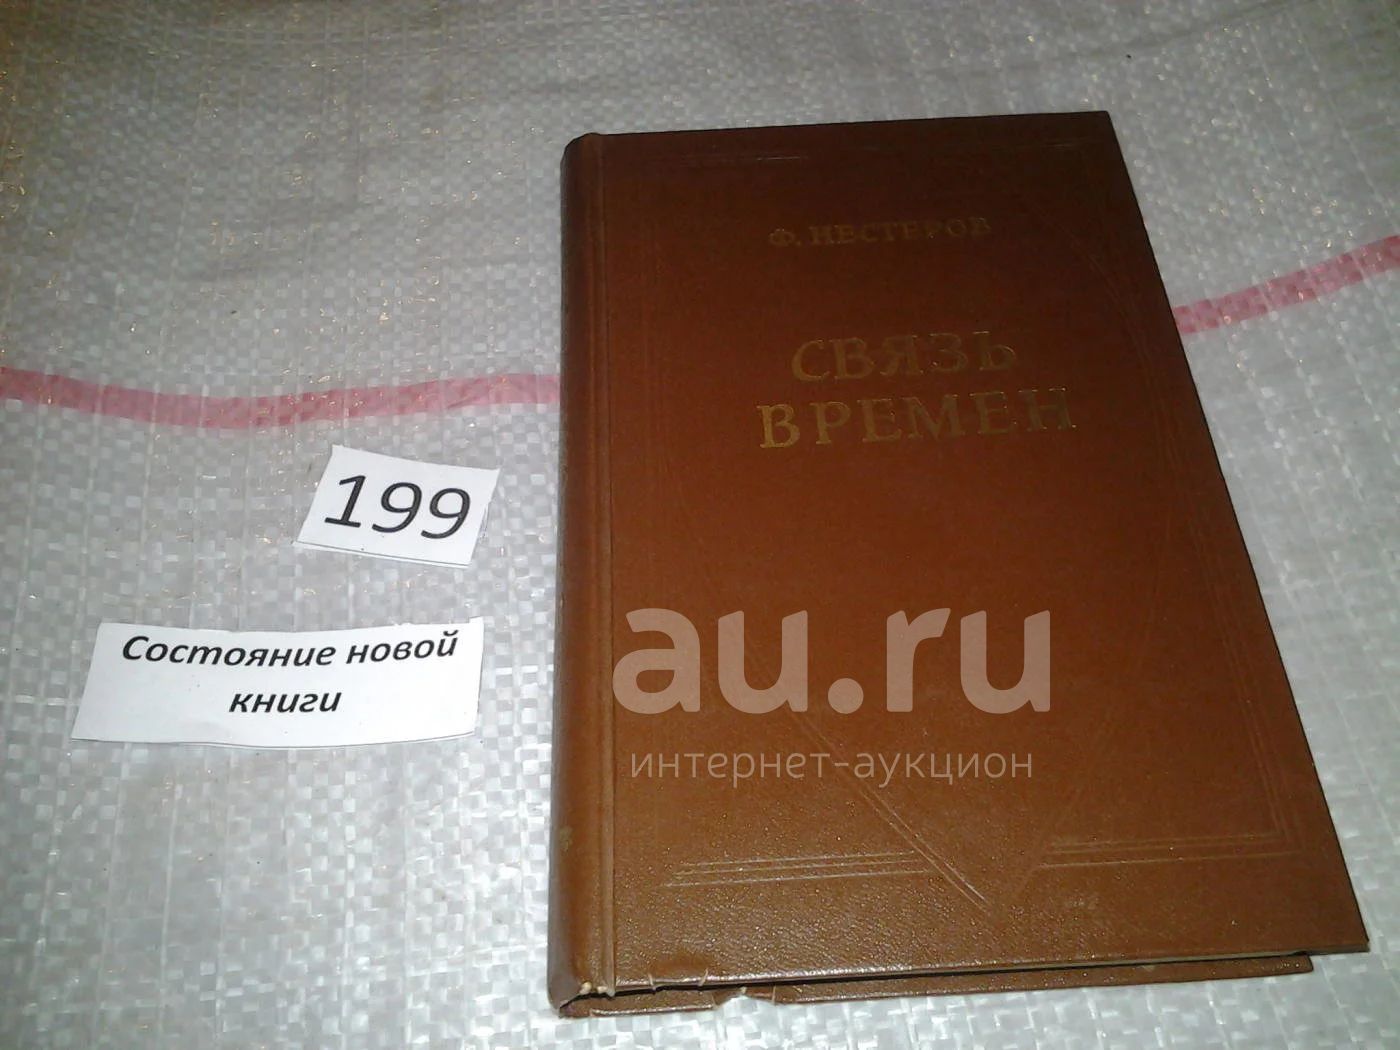 Ф. НЕСТЕРОВ
СВЯЗЬ
ВРЕМЕН
199
Состояние новой
книги
au.ru
интернет-аукцион